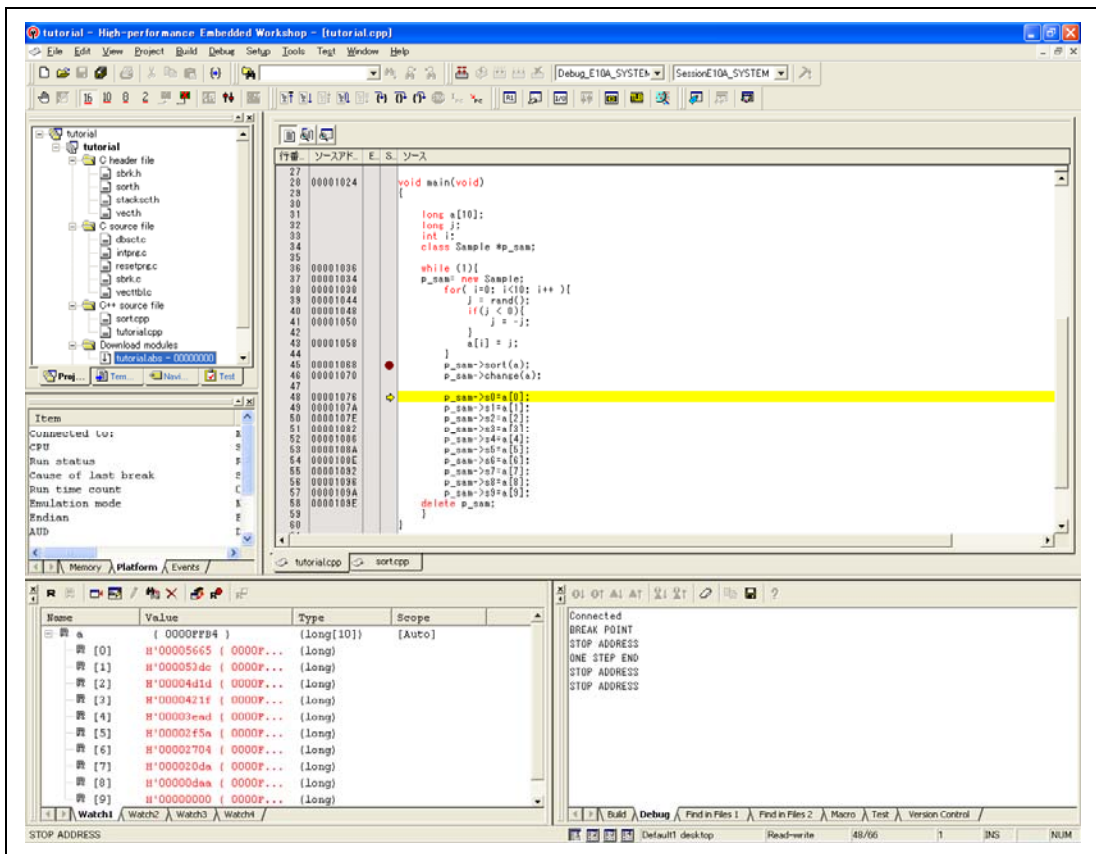 tutorial - High-performance Embedded Workshop - [tutorial.cpp]
File Edit View Project Build Debug Setup Tools Test Window Help
Debug_E10A_SYSTEM SessionE10A_SYSTEM
tutorial
tutorial
C header file
sbrk.h
sort.h
stacksct.h
vect.h
C source file
dbsct.c
intprg.c
resetprg.c
sbrk.c
vecttbl.c
C++ source file
sort.cpp
tutorial.cpp
Download modules
tutorial.abs - 00000000
Proj... Tem... Navi... Test
Item
Connected to:
CPU
Run status
Cause of last break
Run time count
Emulation mode
Endian
AUD
Memory Platform Events
行番... ソースアド... E.. S.. ソース
27
28 00001024 void main(void)
29 {
30
31 long a[10];
32 long j;
33 int i;
34 class Sample *p_sam;
35
36 00001036 while (1){
37 00001034 p_sam= new Sample;
38 00001038 for( i=0; i<10; i++ ){
39 00001044 j = rand();
40 00001048 if(j < 0){
41 00001050 j = -j;
42 }
43 00001058 a[i] = j;
44 }
45 00001068 p_sam->sort(a);
46 00001070 p_sam->change(a);
47
48 00001076 p_sam->s0=a[0];
49 0000107A p_sam->s1=a[1];
50 0000107E p_sam->s2=a[2];
51 00001082 p_sam->s3=a[3];
52 00001086 p_sam->s4=a[4];
53 0000108A p_sam->s5=a[5];
54 0000108E p_sam->s6=a[6];
55 00001092 p_sam->s7=a[7];
56 00001096 p_sam->s8=a[8];
57 0000109A p_sam->s9=a[9];
58 0000109E delete p_sam;
59 }
60 }
tutorial.cpp sort.cpp
Name Value Type Scope
a { 0000FFB4 } (long[10]) [Auto]
[0] H'00005665 { 0000F... (long)
[1] H'000053dc { 0000F... (long)
[2] H'00004d1d { 0000F... (long)
[3] H'0000421f { 0000F... (long)
[4] H'00003ead { 0000F... (long)
[5] H'00002f5a { 0000F... (long)
[6] H'00002704 { 0000F... (long)
[7] H'000020da { 0000F... (long)
[8] H'00000daa { 0000F... (long)
[9] H'00000000 { 0000F... (long)
Watch1 Watch2 Watch3 Watch4
Connected
BREAK POINT
STOP ADDRESS
ONE STEP END
STOP ADDRESS
STOP ADDRESS
Build Debug Find in Files 1 Find in Files 2 Macro Test Version Control
STOP ADDRESS Default1 desktop Read-write 48/66 1 INS NUM